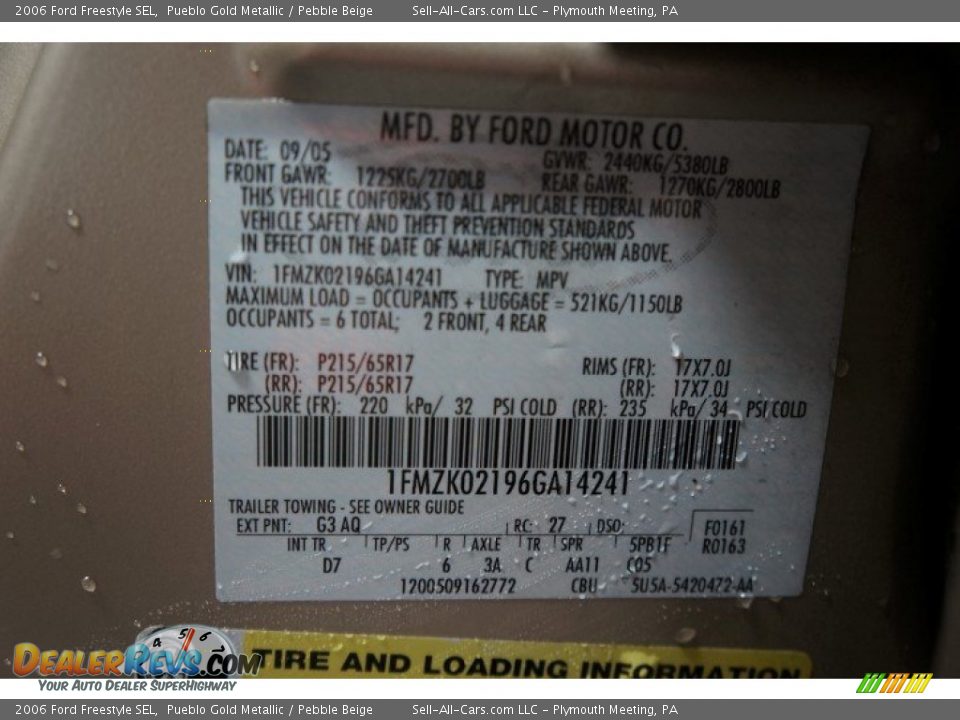 2006 Ford Freestyle SEL,  Pueblo Gold Metallic / Pebble Beige        Sell-All-Cars.com LLC - Plymouth Meeting, PA
MFD. BY FORD MOTOR CO.
DATE: 09/05   GVWR: 2440KG/5380LB
FRONT GAWR: 1225KG/2700LB   REAR GAWR: 1270KG/2800LB
THIS VEHICLE CONFORMS TO ALL APPLICABLE FEDERAL MOTOR
VEHICLE SAFETY AND THEFT PREVENTION STANDARDS
IN EFFECT ON THE DATE OF MANUFACTURE SHOWN ABOVE.
VIN: 1FMZK02196GA14241   TYPE: MPV
MAXIMUM LOAD = OCCUPANTS + LUGGAGE = 521KG/1150LB
OCCUPANTS = 6 TOTAL; 2 FRONT, 4 REAR
TIRE (FR): P215/65R17   RIMS (FR): 17X7.0J
(RR): P215/65R17   (RR): 17X7.0J
PRESSURE (FR): 220 kPa/ 32 PSI COLD (RR): 235 kPa/ 34 PSI COLD
1FMZK02196GA14241
TRAILER TOWING - SEE OWNER GUIDE
EXT PNT: G3 AQ   RC: 27   DSO:   F0161
INT TR   TP/PS   R   AXLE   TR   SPR   5PB1F   R0163
D7   6   3A   C   AA11   C05
1200509162772   CBU   5U5A-5420472-AA
4 5 6
DealerRevs.com
TIRE AND LOADING INFORMATION
Your Auto Dealer SuperHighway
2006 Ford Freestyle SEL,  Pueblo Gold Metallic / Pebble Beige        Sell-All-Cars.com LLC - Plymouth Meeting, PA